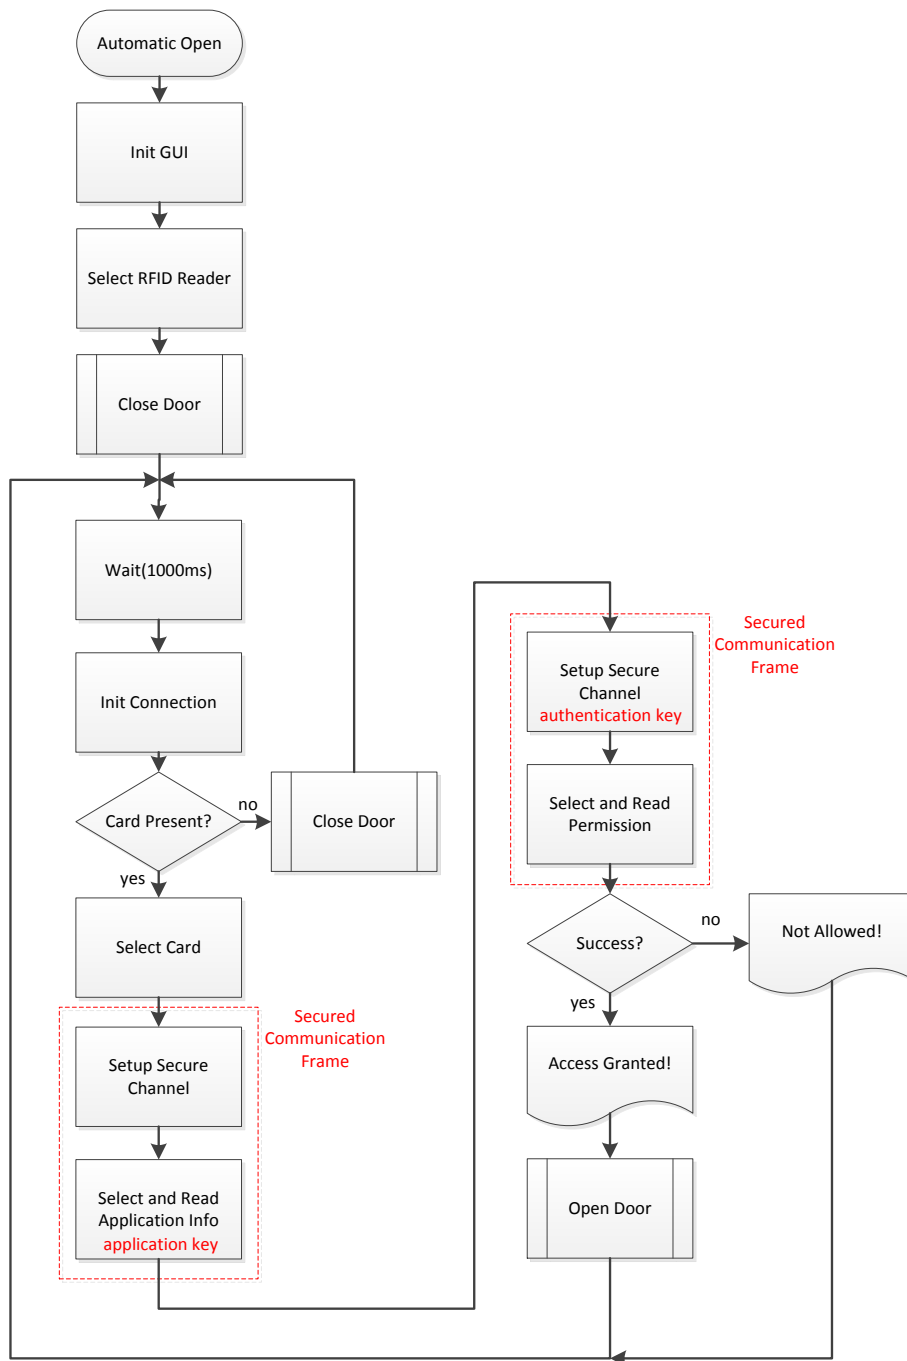 Automatic Open
Init GUI
Select RFID Reader
Close Door
Wait(1000ms)
Init Connection
Card Present?
no
Close Door
yes
Select Card
Secured
Communication
Frame
Setup Secure
Channel
Select and Read
Application Info
application key
Secured
Communication
Frame
Setup Secure
Channel
authentication key
Select and Read
Permission
Success?
no
Not Allowed!
yes
Access Granted!
Open Door